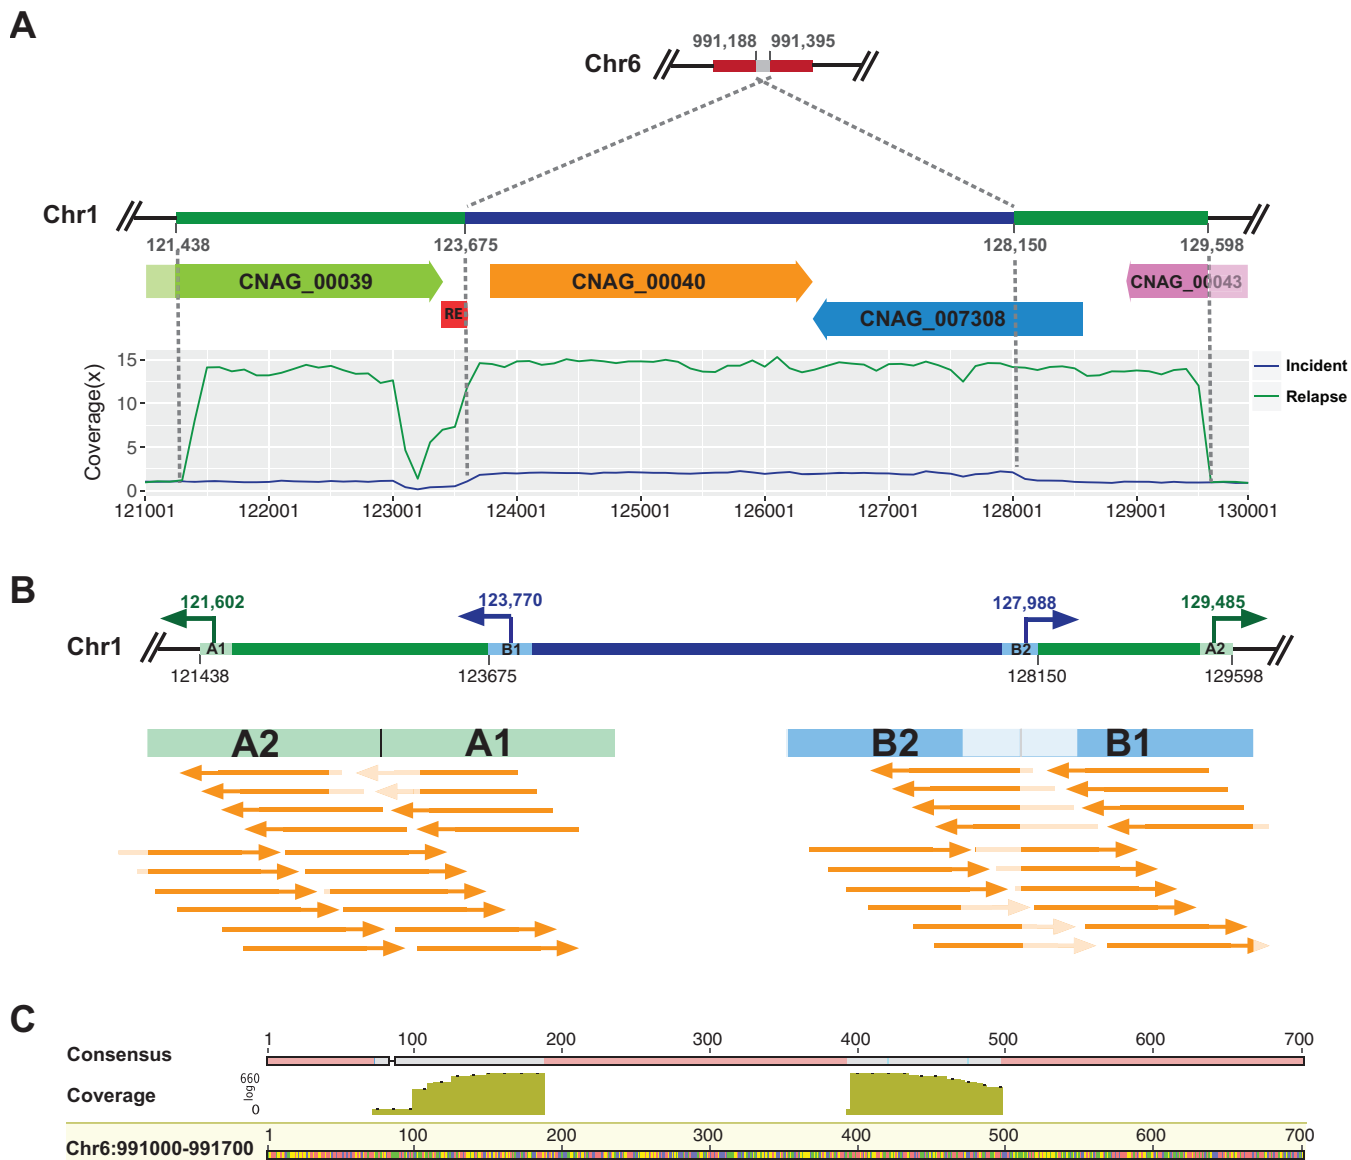 A
991,188 991,395
Chr6
Chr1
121,438 123,675 128,150 129,598
CNAG_00039 CNAG_00040 CNAG_00043
RE CNAG_007308
15
10
5
0
Coverage(x)
Incident
Relapse
121001 122001 123001 124001 125001 126001 127001 128001 129001 130001
B
121,602 123,770 127,988 129,485
Chr1
A1 B1 B2 A2
121438 123675 128150 129598
A2 A1 B2 B1
C
1 100 200 300 400 500 600 700
Consensus
Coverage
660
log
0
1 100 200 300 400 500 600 700
Chr6:991000-991700